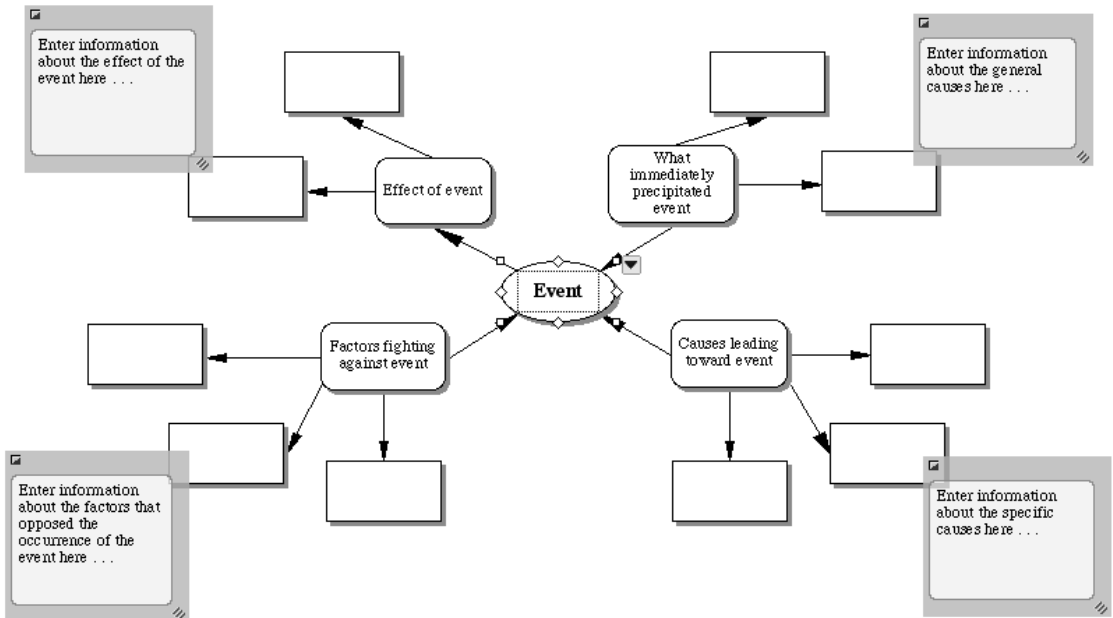 Enter information
about the effect of the
event here . . .
Enter information
about the general
causes here . . .
Effect of event
What
immediately
precipitated
event
Event
Factors fighting
against event
Causes leading
toward event
Enter information
about the factors that
opposed the
occurrence of the
event here . . .
Enter information
about the specific
causes here . . .